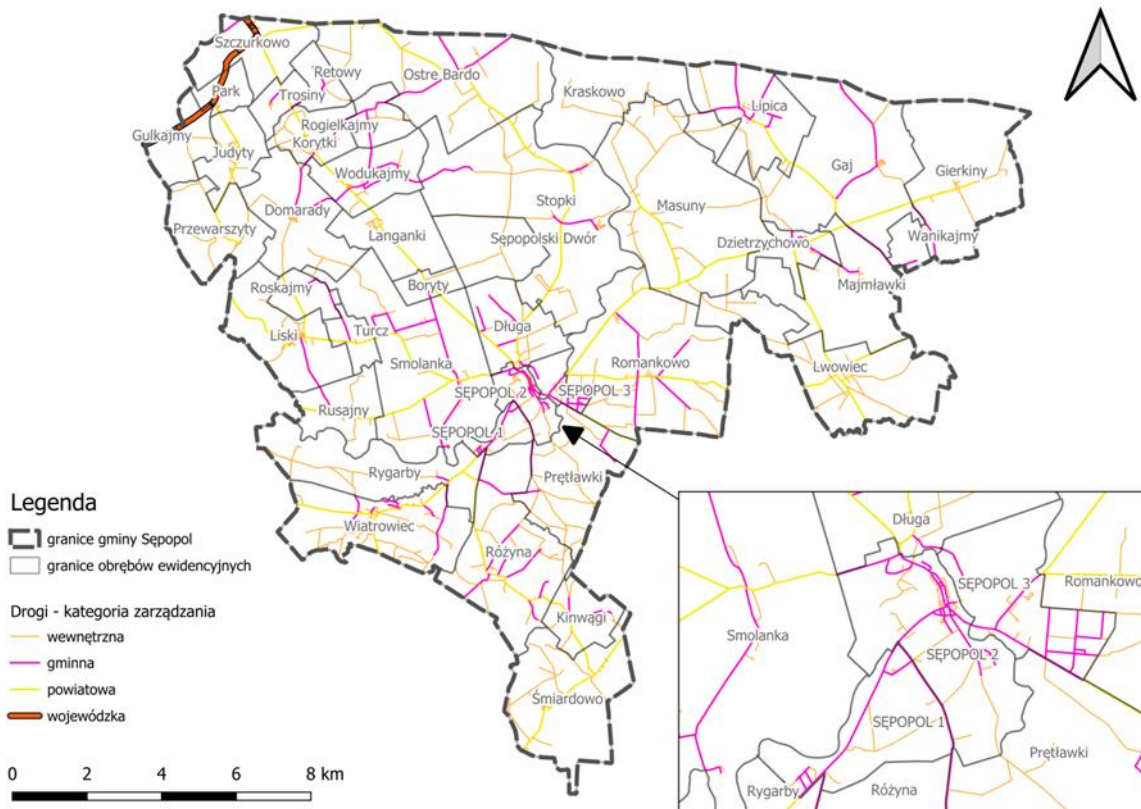 Szczurkowo
Retowy
Ostre Bardo
Park
Trosiny
Kraskowo
Lipica
Gulkajmy
Rogielkajmy
Korytki
Judyty
Wodukajmy
Gaj
Gierkiny
Stopki
Masuny
Domarady
Przewarszyty
Langanki
Sępopolski Dwór
Dzietrzychowo
Wanikajmy
Roskajmy
Boryty
Majmławki
Liski
Turcz
Długa
Smolanka
Romankowo
Lwowiec
SĘPOPOL 2
SĘPOPOL 3
Rusajny
SĘPOPOL 1
Rygarby
Prętławki
Wiatrowiec
Różyna
Kinwągi
Śmiardowo
Legenda
granice gminy Sępopol
granice obrębów ewidencyjnych
Drogi - kategoria zarządzania
wewnętrzna
gminna
powiatowa
wojewódzka
0 2 4 6 8 km
Długa
SĘPOPOL 3
Romankowo
Smolanka
SĘPOPOL 2
SĘPOPOL 1
Prętławki
Rygarby
Różyna